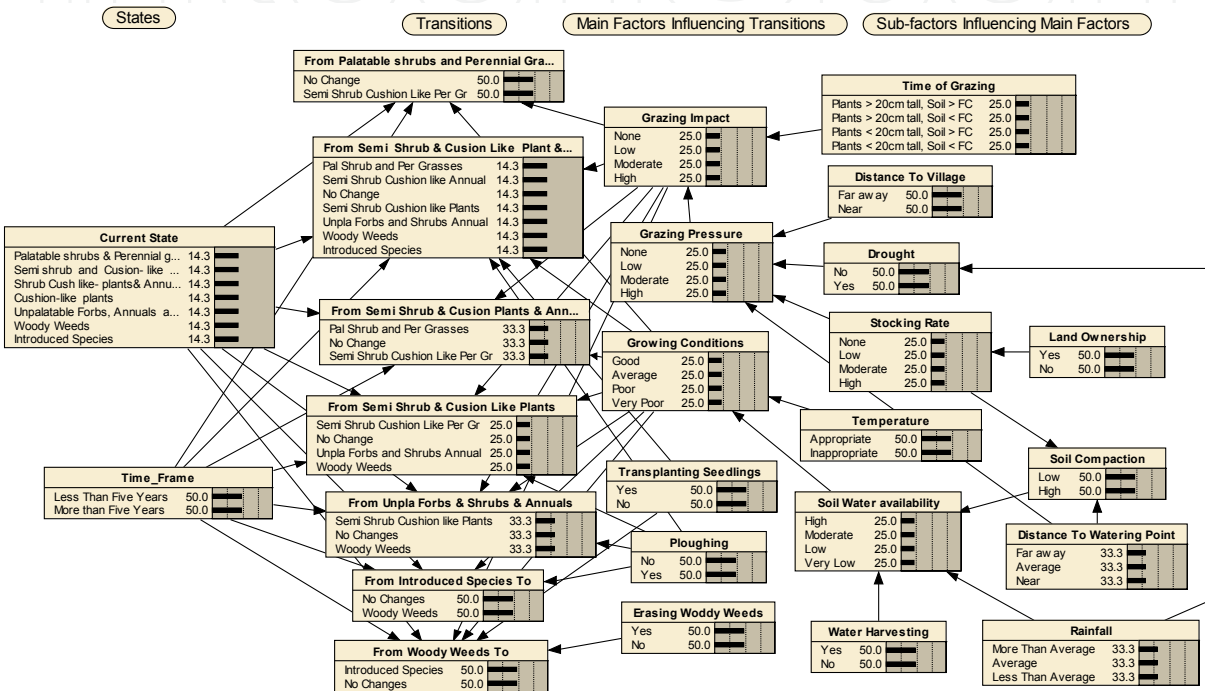 States
Transitions
Main Factors Influencing Transitions
Sub-factors Influencing Main Factors
From Palatable shrubs and Perennial Gra...
No Change 50.0
Semi Shrub Cushion Like Per Gr 50.0
From Semi Shrub & Cusion Like Plant &...
Pal Shrub and Per Grasses 14.3
Semi Shrub Cushion like Annual 14.3
No Change 14.3
Semi Shrub Cushion like Plants 14.3
Unpla Forbs and Shrubs Annual 14.3
Woody Weeds 14.3
Introduced Species 14.3
Current State
Palatable shrubs & Perennial g... 14.3
Semi shrub and Cusion- like ... 14.3
Shrub Cush like- plants& Annu... 14.3
Cushion-like plants 14.3
Unpalatable Forbs, Annuals a... 14.3
Woody Weeds 14.3
Introduced Species 14.3
From Semi Shrub & Cusion Plants & Ann...
Pal Shrub and Per Grasses 33.3
No Change 33.3
Semi Shrub Cushion Like Per Gr 33.3
From Semi Shrub & Cusion Like Plants
Semi Shrub Cushion Like Per Gr 25.0
No Change 25.0
Unpla Forbs and Shrubs Annual 25.0
Woody Weeds 25.0
Time_Frame
Less Than Five Years 50.0
More than Five Years 50.0
From Unpla Forbs & Shrubs & Annuals
Semi Shrub Cushion like Plants 33.3
No Changes 33.3
Woody Weeds 33.3
From Introduced Species To
No Changes 50.0
Woody Weeds 50.0
From Woody Weeds To
Introduced Species 50.0
No Changes 50.0
Grazing Impact
None 25.0
Low 25.0
Moderate 25.0
High 25.0
Grazing Pressure
None 25.0
Low 25.0
Moderate 25.0
High 25.0
Growing Conditions
Good 25.0
Average 25.0
Poor 25.0
Very Poor 25.0
Transplanting Seedlings
Yes 50.0
No 50.0
Ploughing
No 50.0
Yes 50.0
Erasing Woddy Weeds
Yes 50.0
No 50.0
Time of Grazing
Plants > 20cm tall, Soil > FC 25.0
Plants > 20cm tall, Soil < FC 25.0
Plants < 20cm tall, Soil > FC 25.0
Plants < 20cm tall, Soil < FC 25.0
Distance To Village
Far away 50.0
Near 50.0
Drought
No 50.0
Yes 50.0
Stocking Rate
None 25.0
Low 25.0
Moderate 25.0
High 25.0
Land Ownership
Yes 50.0
No 50.0
Temperature
Appropriate 50.0
Inappropriate 50.0
Soil Compaction
Low 50.0
High 50.0
Soil Water availability
High 25.0
Moderate 25.0
Low 25.0
Very Low 25.0
Distance To Watering Point
Far away 33.3
Average 33.3
Near 33.3
Water Harvesting
Yes 50.0
No 50.0
Rainfall
More Than Average 33.3
Average 33.3
Less Than Average 33.3